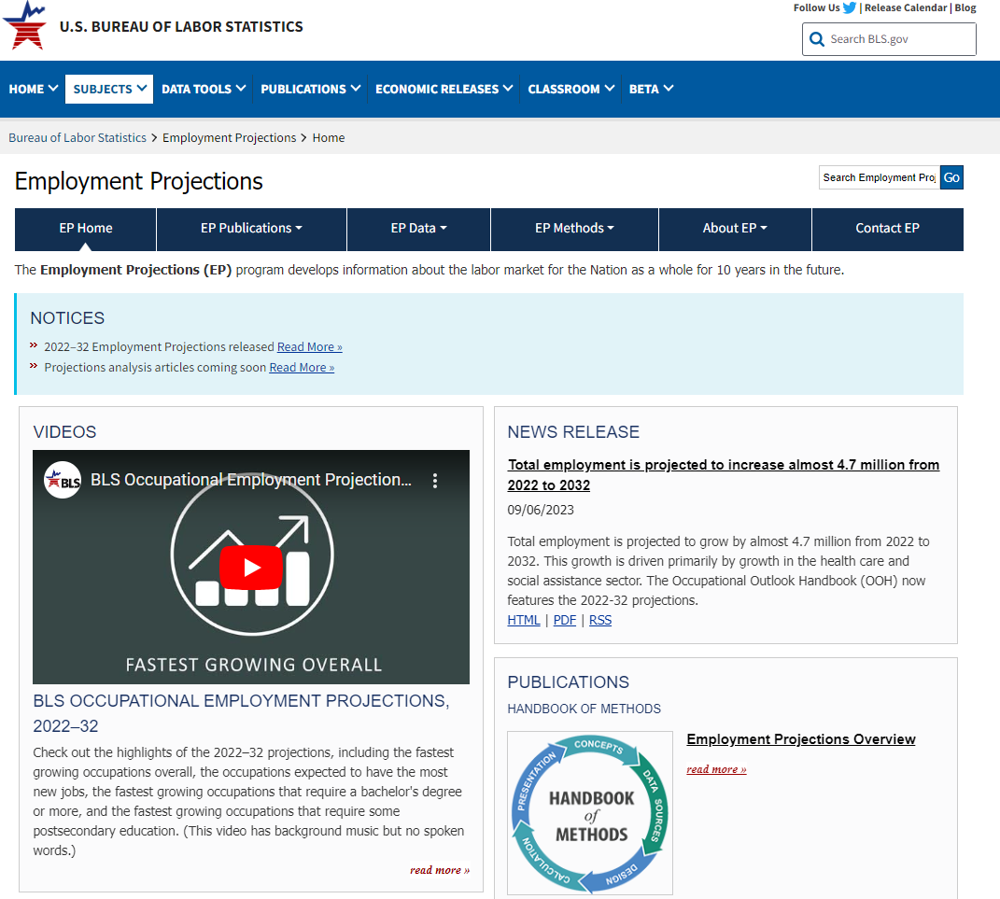 Follow Us | Release Calendar | Blog
U.S. BUREAU OF LABOR STATISTICS
Search BLS.gov
HOME SUBJECTS DATA TOOLS PUBLICATIONS ECONOMIC RELEASES CLASSROOM BETA
Bureau of Labor Statistics > Employment Projections > Home
Employment Projections
Search Employment Proj Go
EP Home EP Publications EP Data EP Methods About EP Contact EP
The Employment Projections (EP) program develops information about the labor market for the Nation as a whole for 10 years in the future.
NOTICES
» 2022–32 Employment Projections released Read More »
» Projections analysis articles coming soon Read More »
VIDEOS
BLS
BLS Occupational Employment Projection...
FASTEST GROWING OVERALL
BLS OCCUPATIONAL EMPLOYMENT PROJECTIONS,
2022–32
Check out the highlights of the 2022–32 projections, including the fastest
growing occupations overall, the occupations expected to have the most
new jobs, the fastest growing occupations that require a bachelor's degree
or more, and the fastest growing occupations that require some
postsecondary education. (This video has background music but no spoken
words.)
read more »
NEWS RELEASE
Total employment is projected to increase almost 4.7 million from
2022 to 2032
09/06/2023
Total employment is projected to grow by almost 4.7 million from 2022 to
2032. This growth is driven primarily by growth in the health care and
social assistance sector. The Occupational Outlook Handbook (OOH) now
features the 2022-32 projections.
HTML | PDF | RSS
PUBLICATIONS
HANDBOOK OF METHODS
CONCEPTS
DATA SOURCES
DESIGN
CALCULATION
PRESENTATION
HANDBOOK
of
METHODS
Employment Projections Overview
read more »